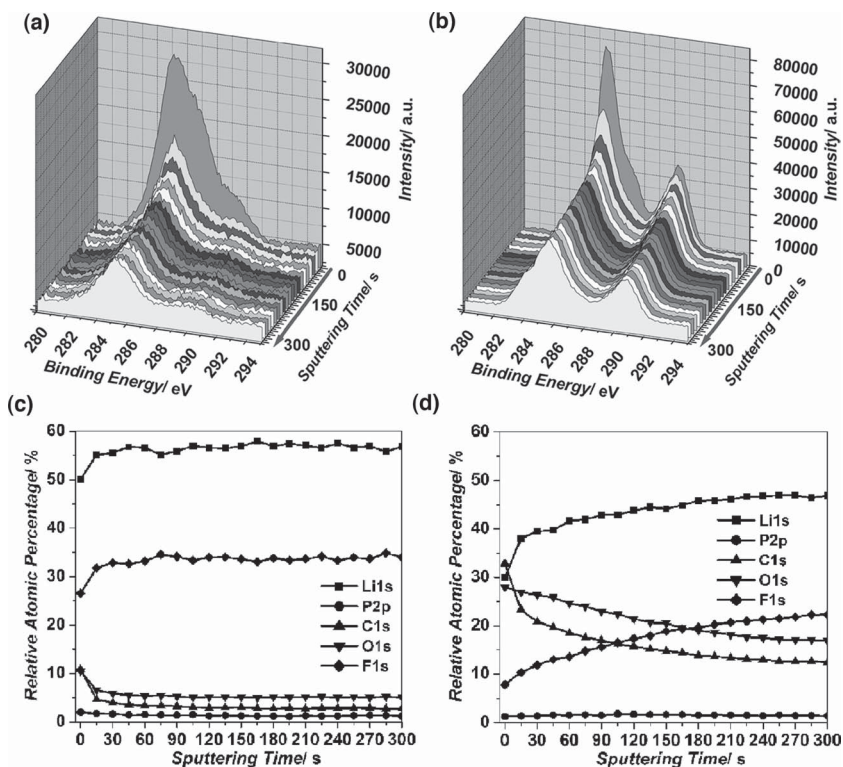 (a)
30000
25000
20000
15000
10000
5000
Intensity/ a.u.
0
150
300
Sputtering Time/ s
280
282
284
286
288
290
292
294
Binding Energy/ eV
(b)
80000
70000
60000
50000
40000
30000
20000
10000
0
Intensity/ a.u.
0
150
300
Sputtering Time/ s
280
282
284
286
288
290
292
294
Binding Energy/ eV
(c)
Relative Atomic Percentage/ %
60
50
40
30
20
10
0
Li1s
P2p
C1s
O1s
F1s
0 30 60 90 120 150 180 210 240 270 300
Sputtering Time/ s
(d)
Relative Atomic Percentage/ %
60
50
40
30
20
10
0
Li1s
P2p
C1s
O1s
F1s
0 30 60 90 120 150 180 210 240 270 300
Sputtering Time/ s